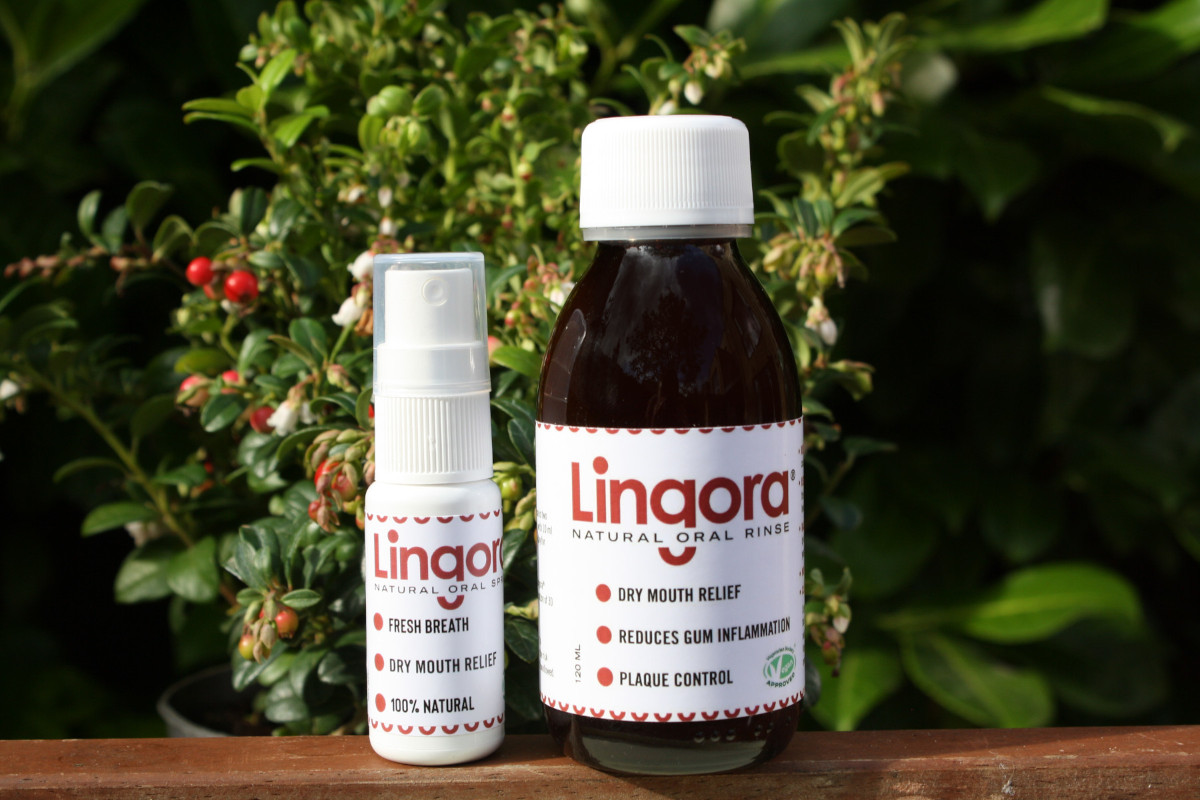 Lingora
NATURAL ORAL
FRESH BREATH
DRY MOUTH RELIEF
100% NATURAL
Lingora®
NATURAL ORAL RINSE
DRY MOUTH RELIEF
REDUCES GUM INFLAMMATION
PLAQUE CONTROL
120 ML
APPROVED